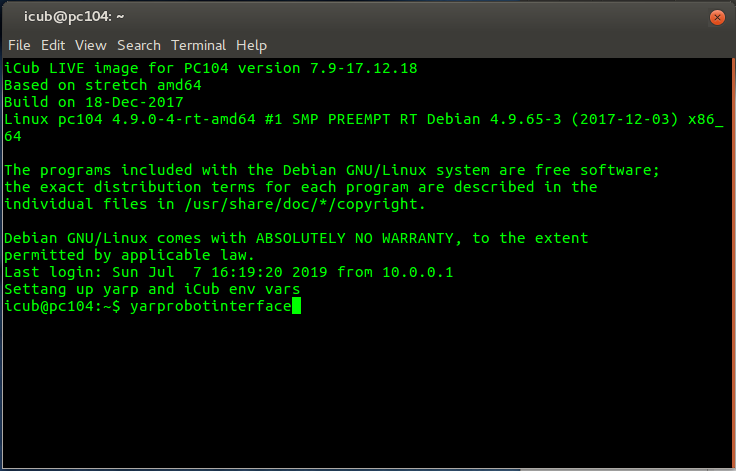 icub@pc104: ~
File Edit View Search Terminal Help
iCub LIVE image for PC104 version 7.9-17.12.18
Based on stretch amd64
Build on 18-Dec-2017
Linux pc104 4.9.0-4-rt-amd64 #1 SMP PREEMPT RT Debian 4.9.65-3 (2017-12-03) x86_
64
The programs included with the Debian GNU/Linux system are free software;
the exact distribution terms for each program are described in the
individual files in /usr/share/doc/*/copyright.
Debian GNU/Linux comes with ABSOLUTELY NO WARRANTY, to the extent
permitted by applicable law.
Last login: Sun Jul  7 16:19:20 2019 from 10.0.0.1
Settang up yarp and iCub env vars
icub@pc104:~$ yarprobotinterface